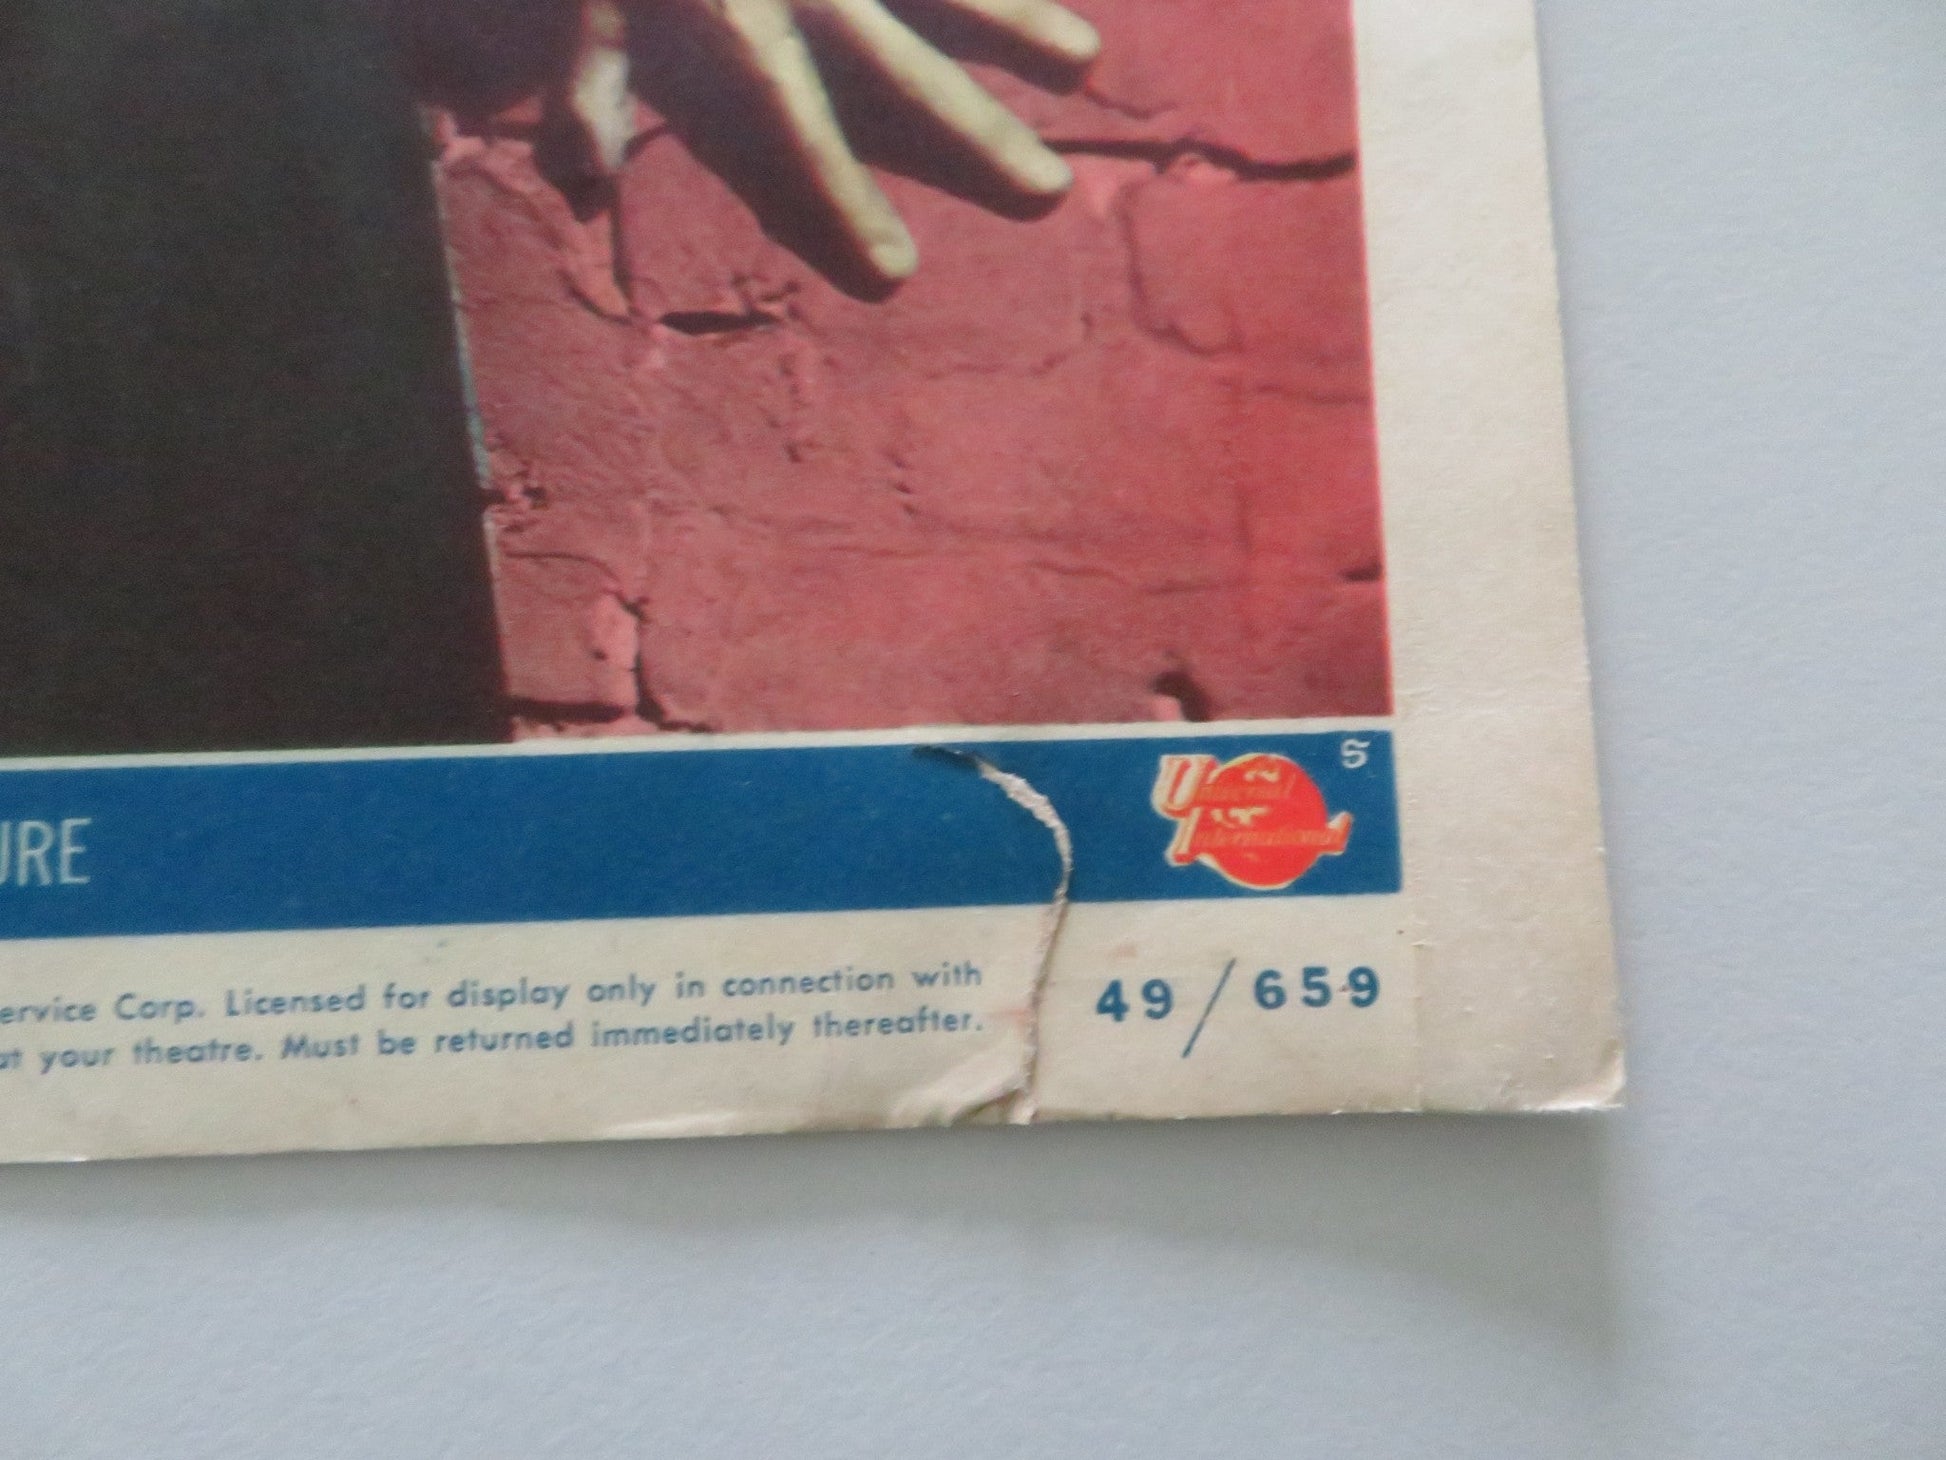 S
Universal
International
URE
ervice Corp. Licensed for display only in connection with
at your theatre. Must be returned immediately thereafter.
49/659